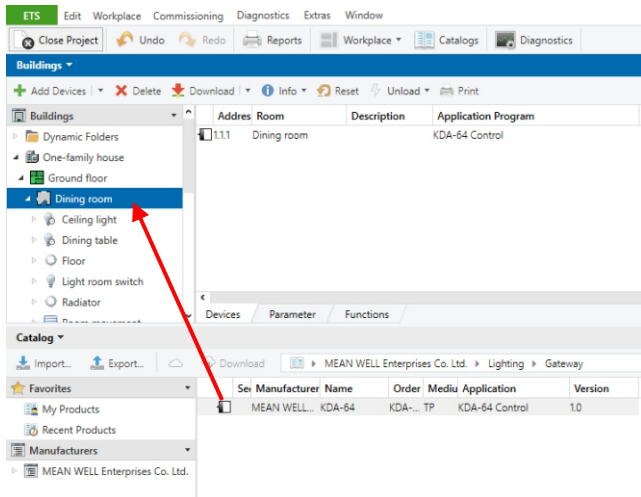 ETS Edit Workplace Commissioning Diagnostics Extras Window
Close Project Undo Redo Reports Workplace Catalogs Diagnostics
Buildings
Add Devices Delete Download Info Reset Unload Print
Buildings
Dynamic Folders
One-family house
Ground floor
Dining room
Ceiling light
Dining table
Floor
Light room switch
Radiator
Addres Room Description Application Program
1.1.1 Dining room KDA-64 Control
Devices Parameter Functions
Catalog
Import... Export... Download MEAN WELL Enterprises Co. Ltd. Lighting Gateway
Favorites
My Products
Recent Products
Manufacturers
MEAN WELL Enterprises Co. Ltd.
Sei Manufacturer Name Order Mediu Application Version
MEAN WELL... KDA-64 KDA-... TP KDA-64 Control 1.0